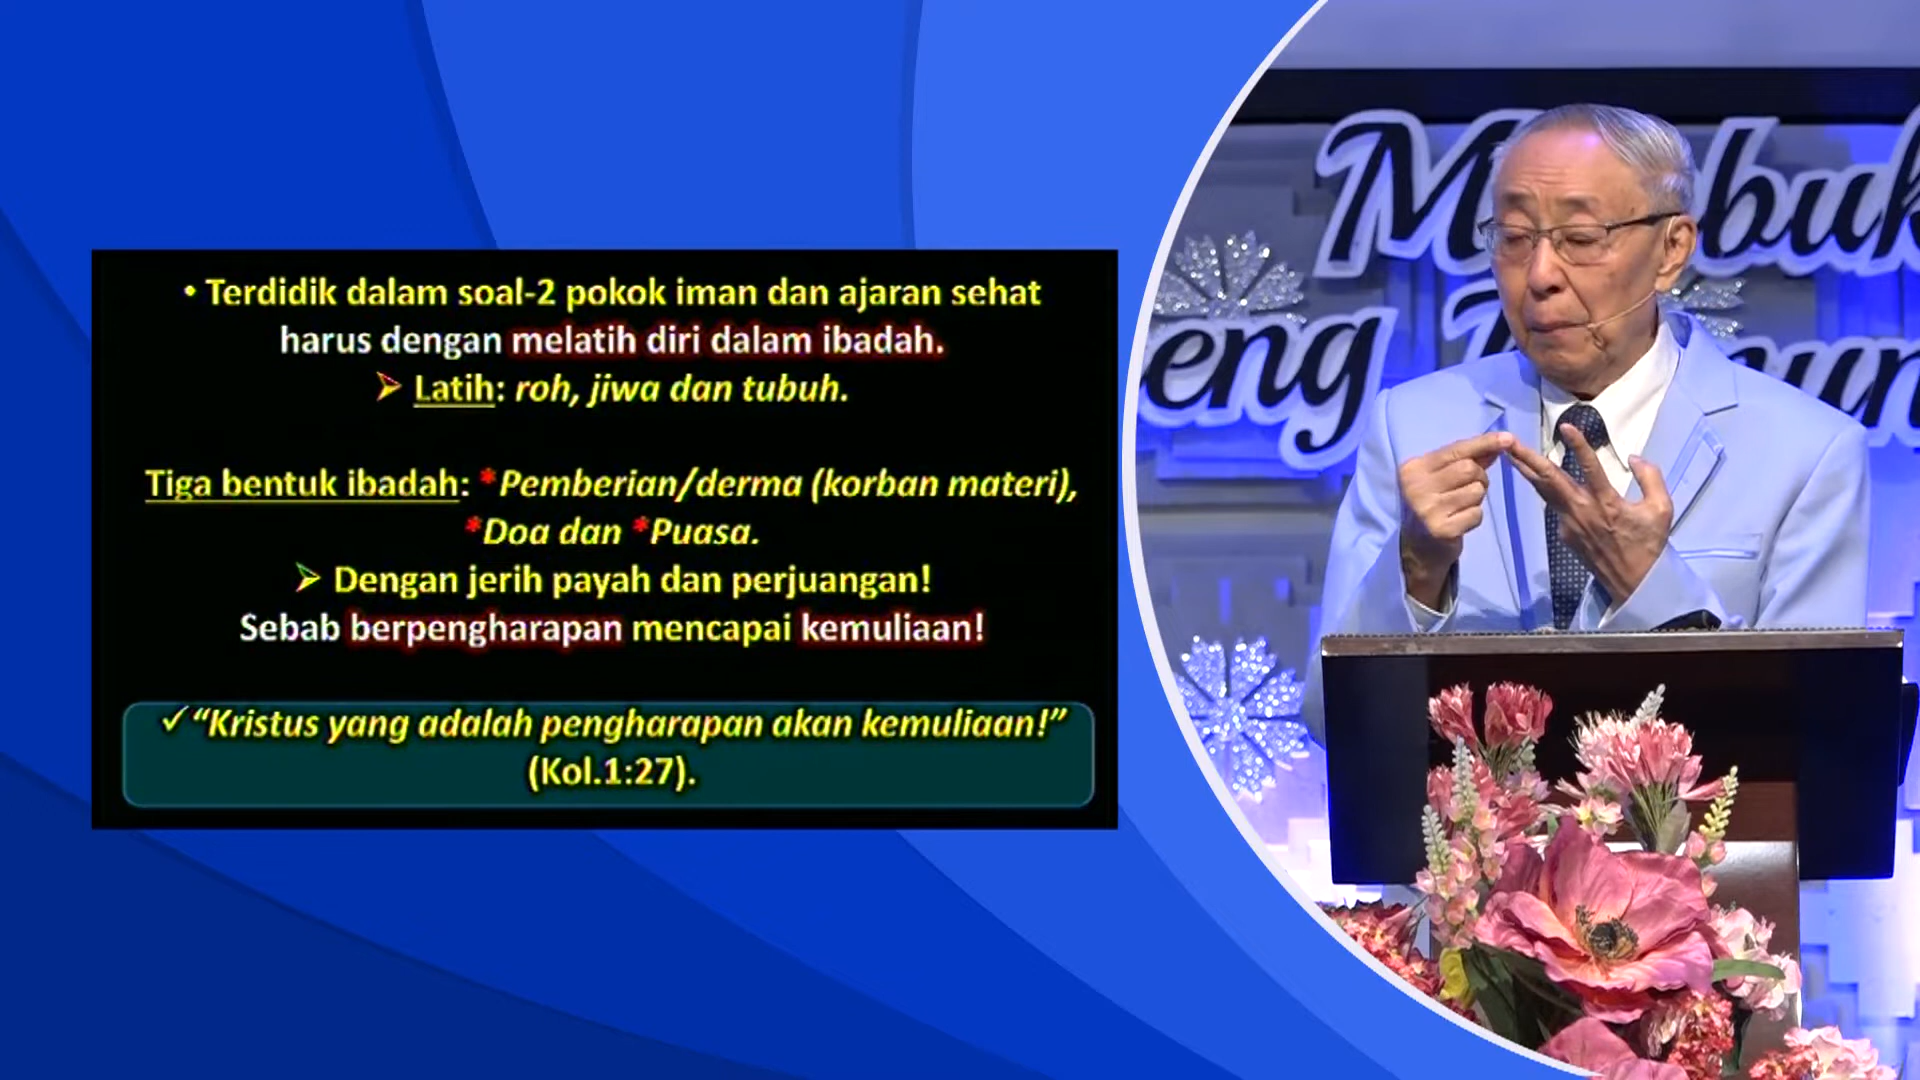 • Terdidik dalam soal-2 pokok iman dan ajaran sehat
harus dengan melatih diri dalam ibadah.
➢ Latih: roh, jiwa dan tubuh.
Tiga bentuk ibadah: *Pemberian/derma (korban materi),
*Doa dan *Puasa.
➢ Dengan jerih payah dan perjuangan!
Sebab berpengharapan mencapai kemuliaan!
✓“Kristus yang adalah pengharapan akan kemuliaan!”
(Kol.1:27).